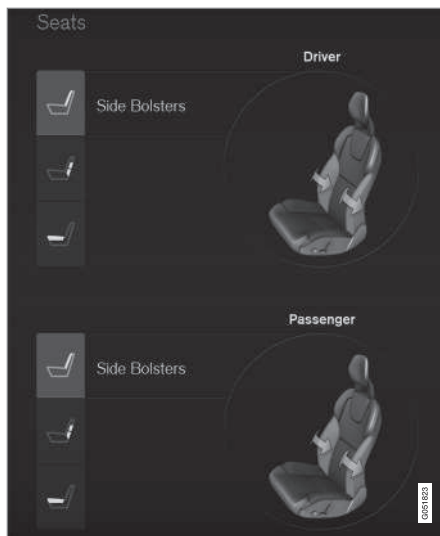 Seats
Driver
Side Bolsters
Passenger
Side Bolsters
G051823